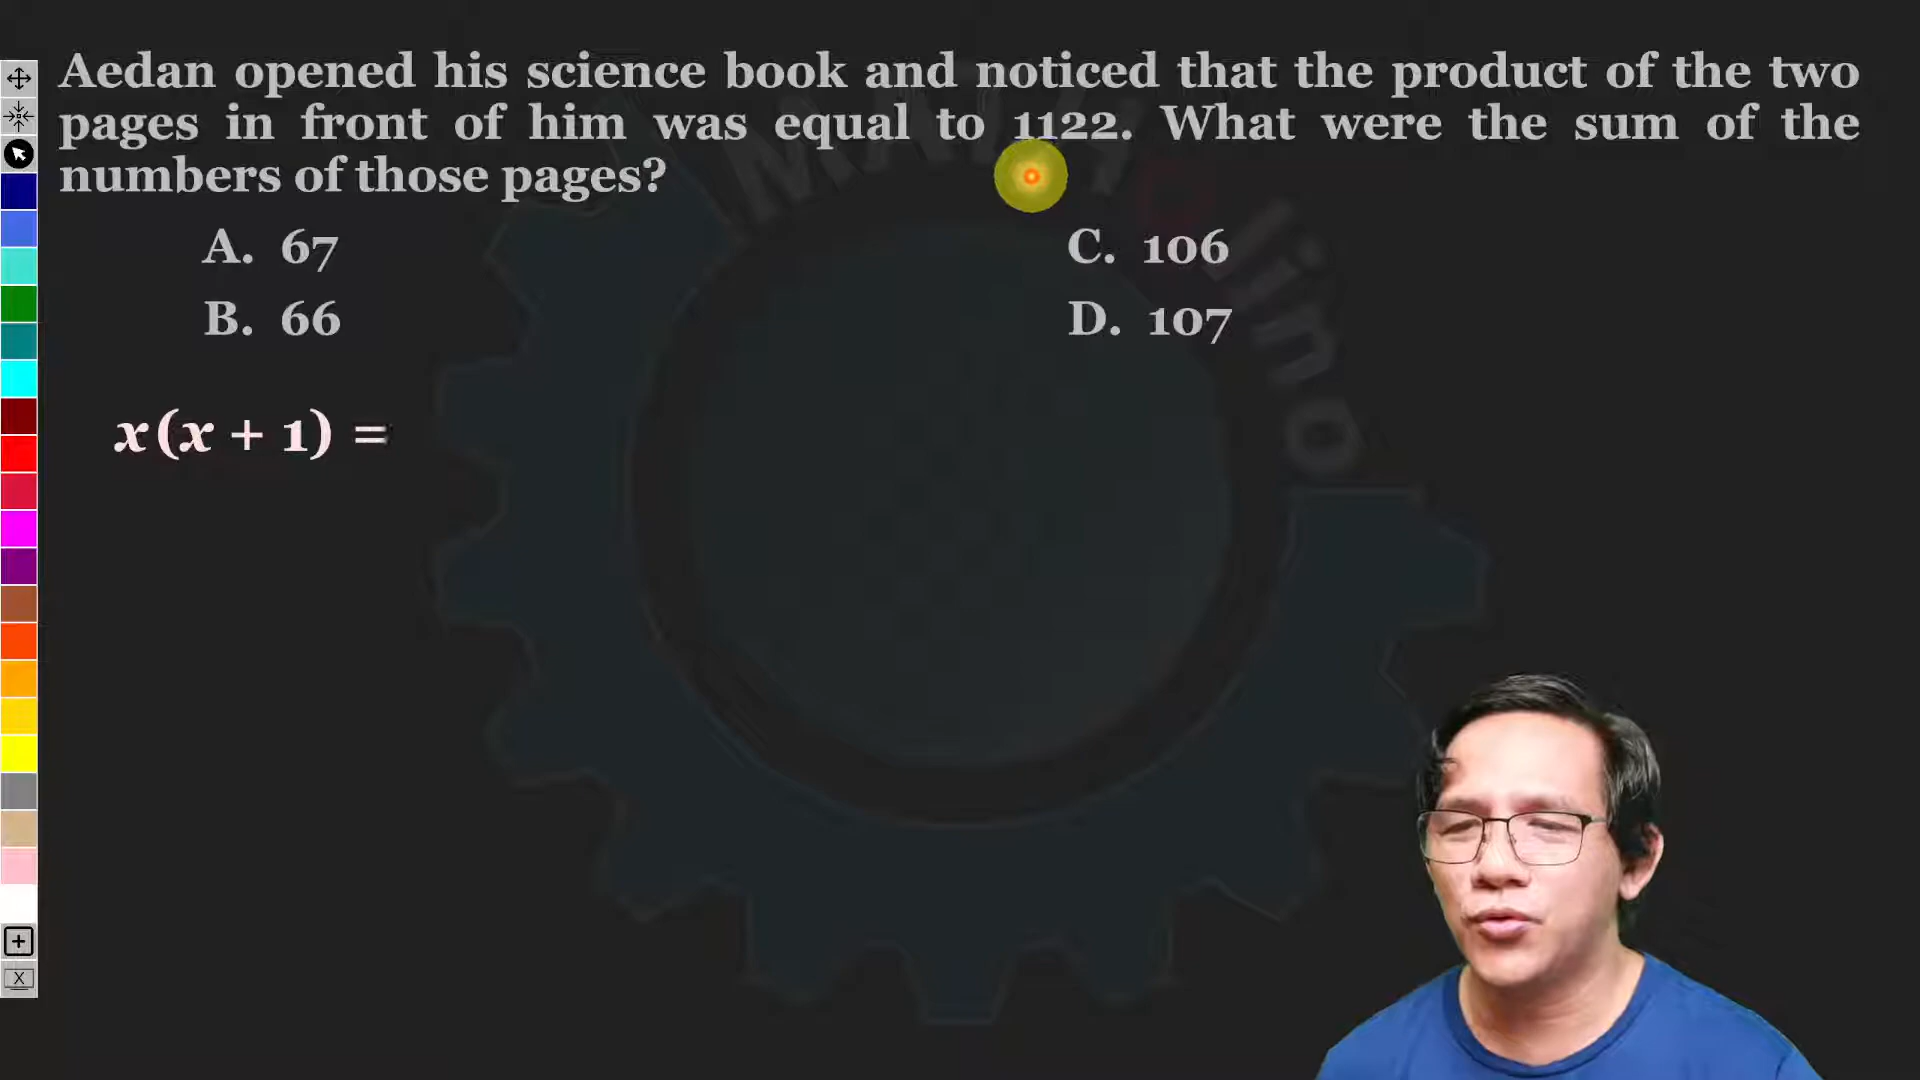 Aedan opened his science book and noticed that the product of the two
pages in front of him was equal to 1122. What were the sum of the
numbers of those pages?
A. 67
C. 106
B. 66
D. 107
x(x + 1) =
MATHalino
X